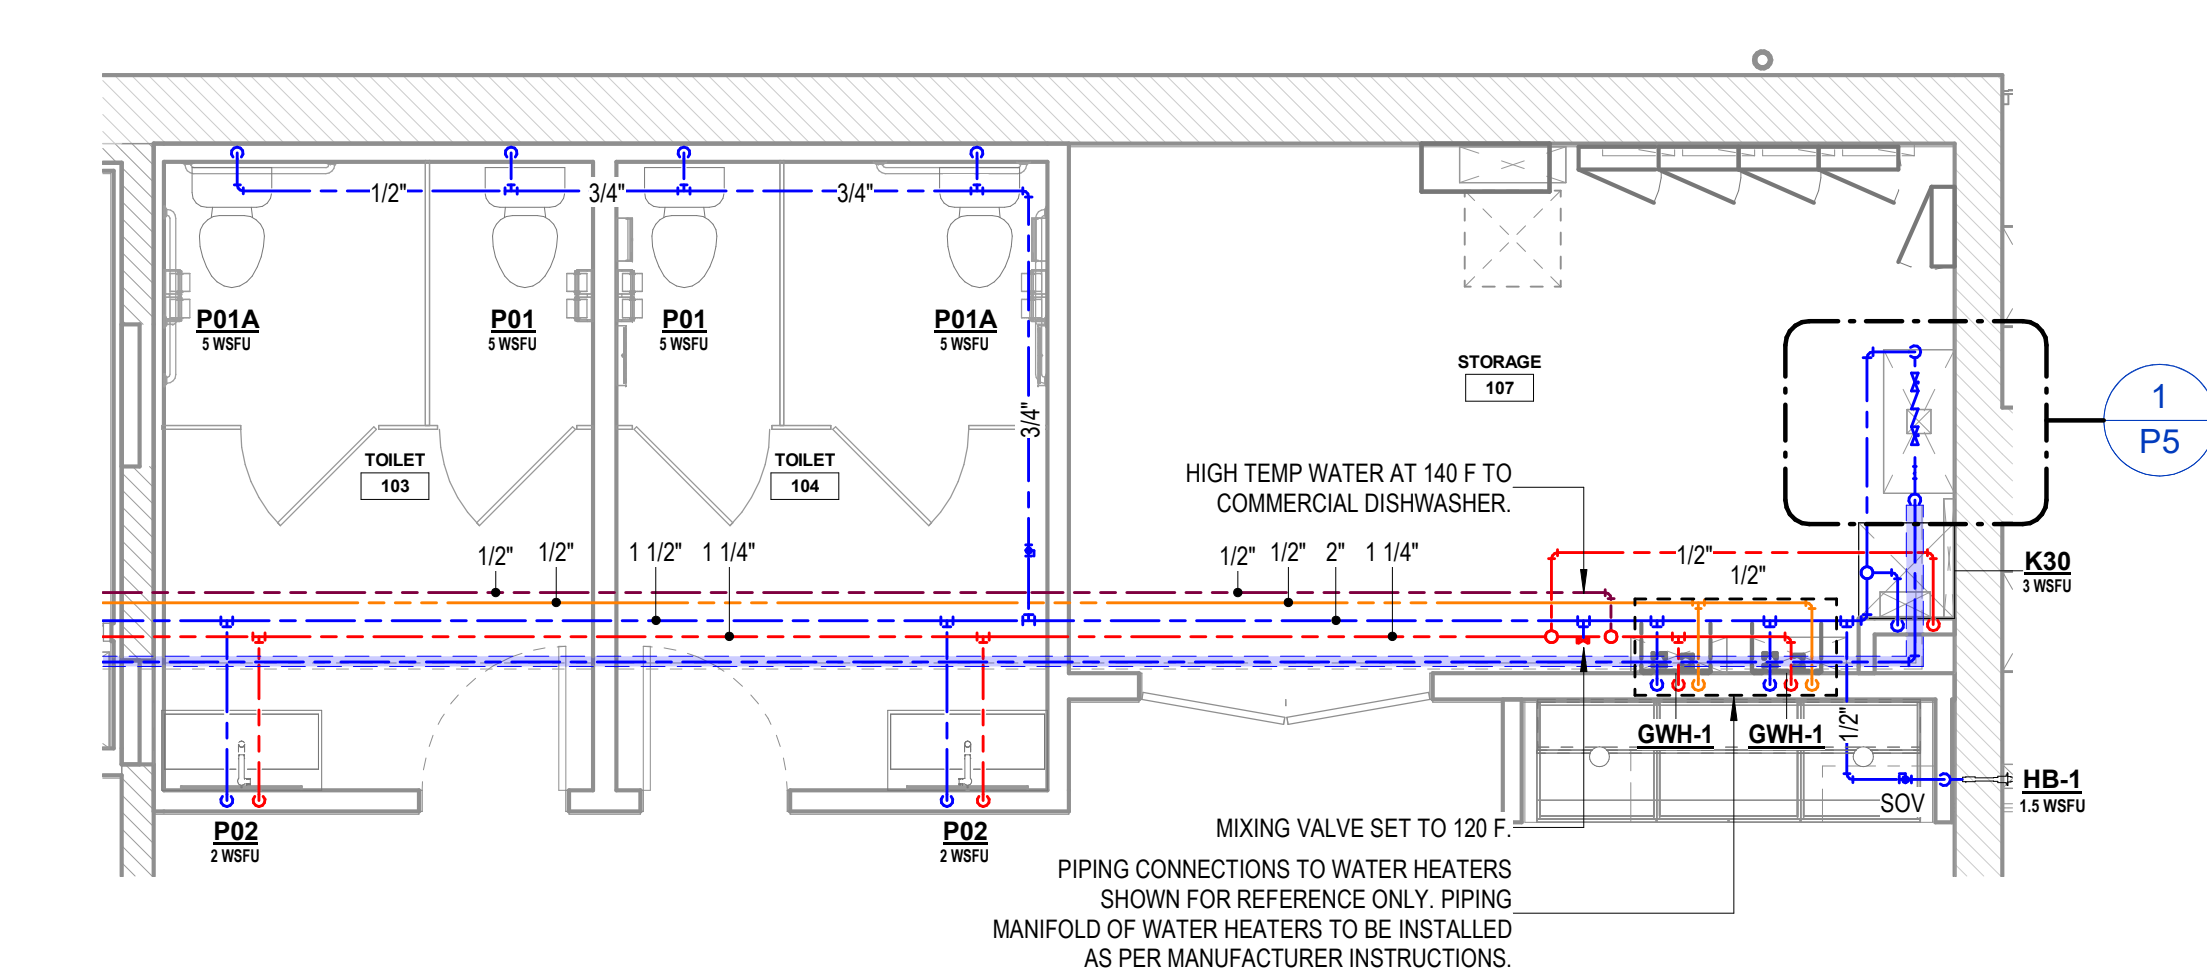 1/2"
3/4"
3/4"
P01A
5 WSFU
P01
5 WSFU
P01
5 WSFU
P01A
5 WSFU
STORAGE
107
1
P5
3/4"
TOILET
103
TOILET
104
HIGH TEMP WATER AT 140 F TO
COMMERCIAL DISHWASHER.
1/2"
1/2"
1 1/2"
1 1/4"
1/2"
1/2"
2"
1 1/4"
1/2"
1/2"
K30
3 WSFU
GWH-1
GWH-1
1/2"
HB-1
1.5 WSFU
SOV
P02
2 WSFU
P02
2 WSFU
MIXING VALVE SET TO 120 F.
PIPING CONNECTIONS TO WATER HEATERS
SHOWN FOR REFERENCE ONLY. PIPING
MANIFOLD OF WATER HEATERS TO BE INSTALLED
AS PER MANUFACTURER INSTRUCTIONS.